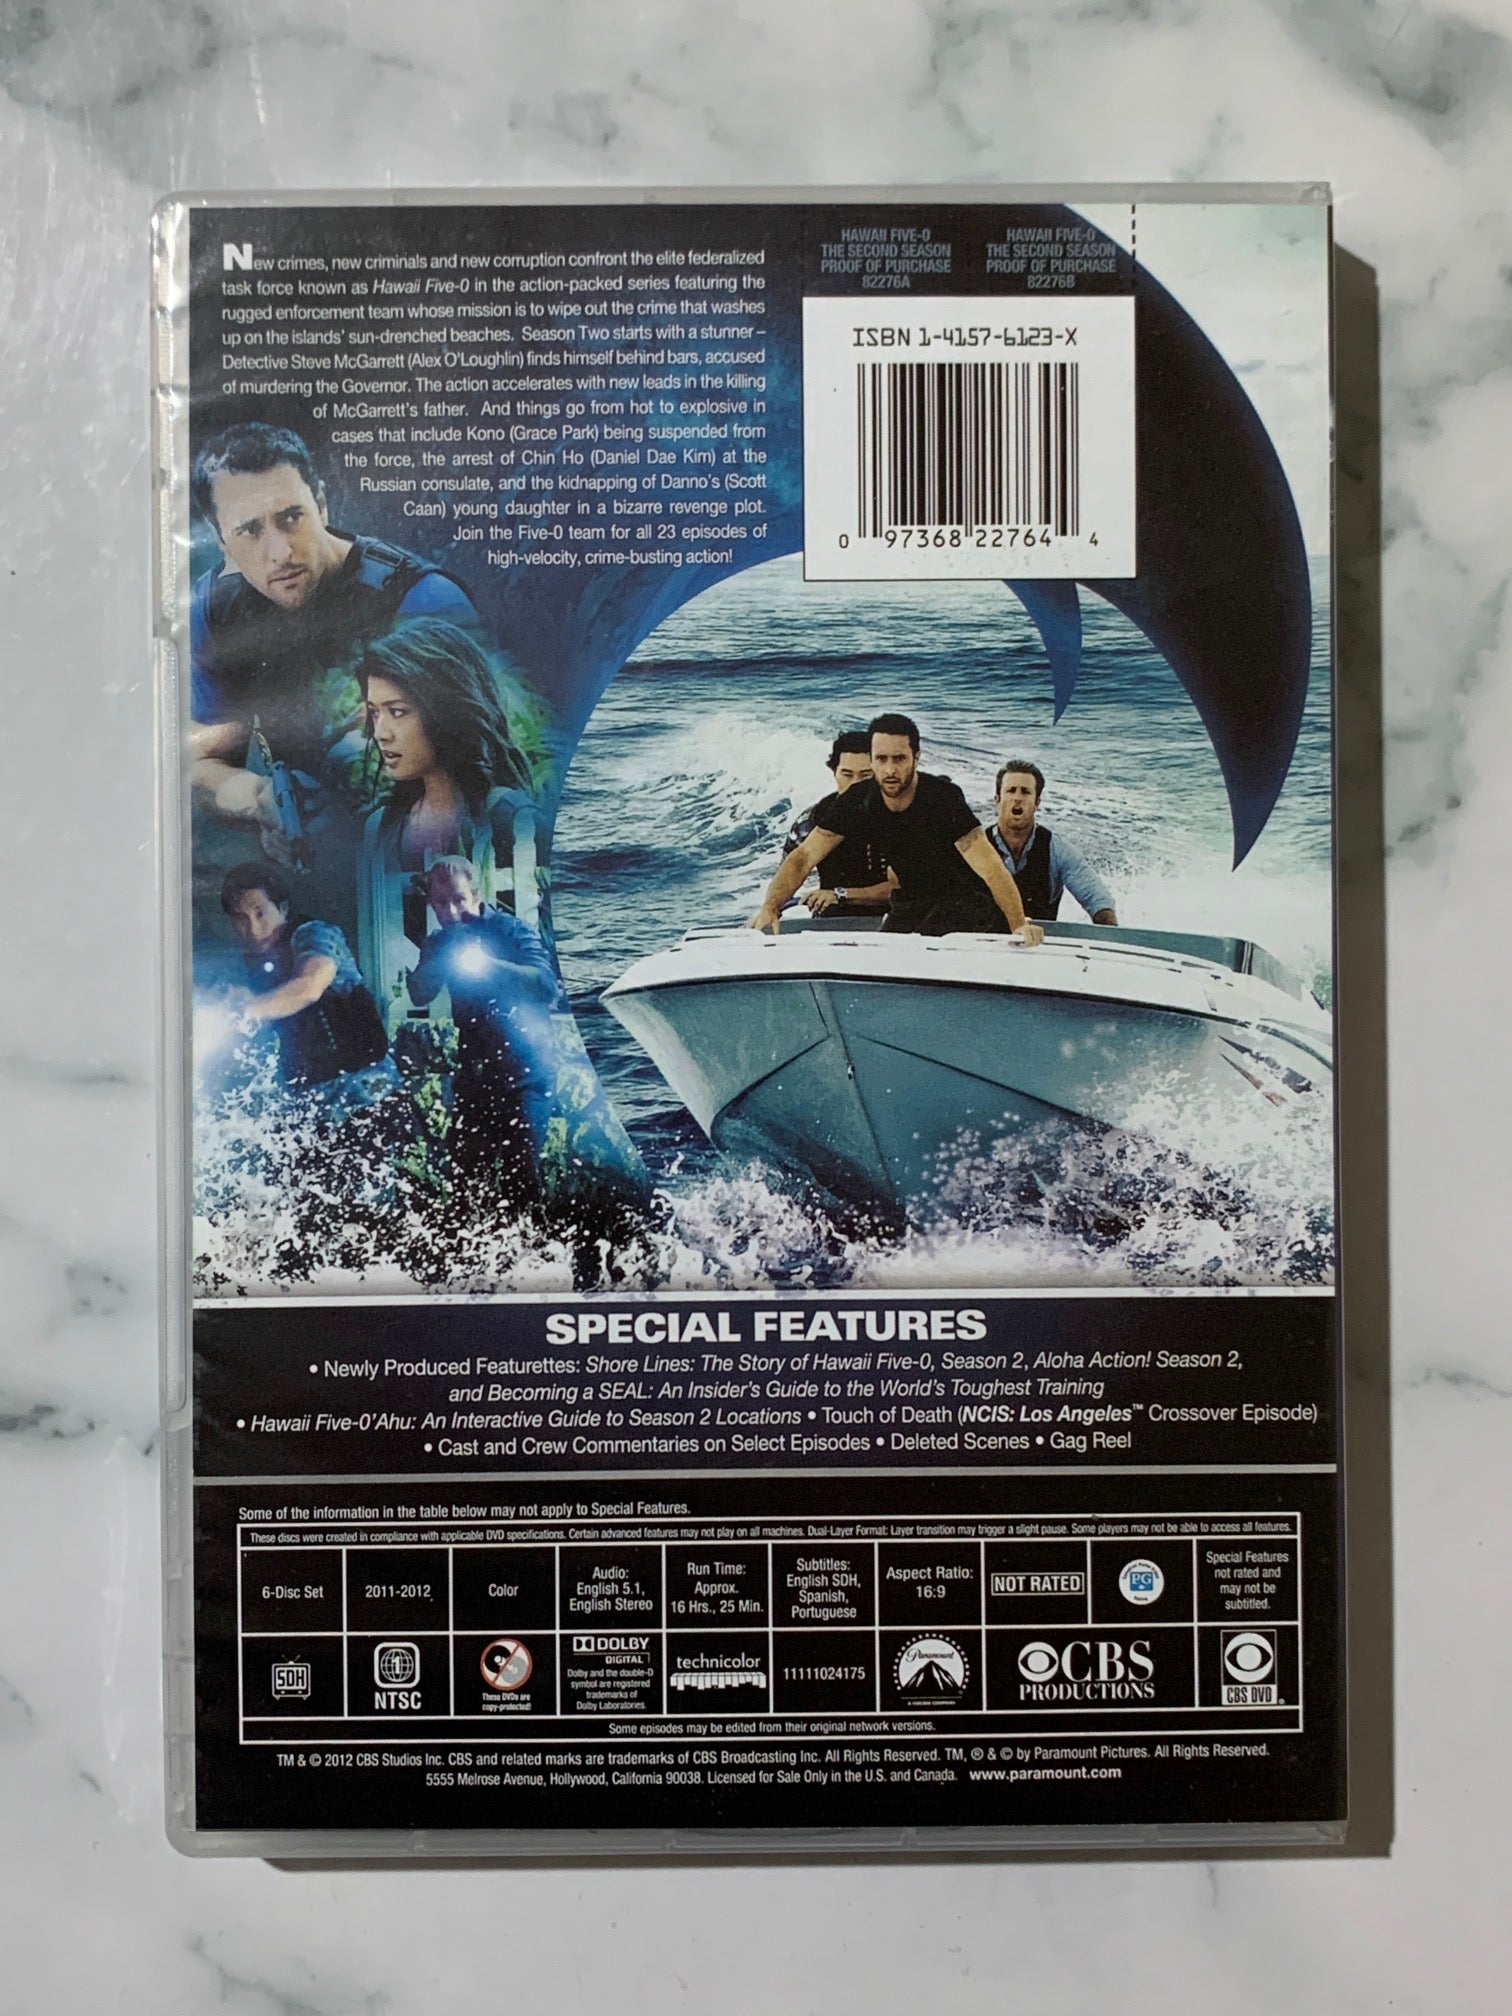 New crimes, new criminals and new corruption confront the elite federalized
task force known as Hawaii Five-0 in the action-packed series featuring the
rugged enforcement team whose mission is to wipe out the crime that washes
up on the islands' sun-drenched beaches. Season Two starts with a stunner –
Detective Steve McGarrett (Alex O'Loughlin) finds himself behind bars, accused
of murdering the Governor. The action accelerates with new leads in the killing
of McGarrett's father. And things go from hot to explosive in
cases that include Kono (Grace Park) being suspended from
the force, the arrest of Chin Ho (Daniel Dae Kim) at the
Russian consulate, and the kidnapping of Danno's (Scott
Caan) young daughter in a bizarre revenge plot.
Join the Five-0 team for all 23 episodes of
high-velocity, crime-busting action!
HAWAII FIVE-0
THE SECOND SEASON
PROOF OF PURCHASE
82276A
HAWAII FIVE-0
THE SECOND SEASON
PROOF OF PURCHASE
82276B
ISBN 1-4157-6123-X
0 97368 22764 4
SPECIAL FEATURES
• Newly Produced Featurettes: Shore Lines: The Story of Hawaii Five-0, Season 2, Aloha Action! Season 2,
and Becoming a SEAL: An Insider's Guide to the World's Toughest Training
• Hawaii Five-0'Ahu: An Interactive Guide to Season 2 Locations • Touch of Death (NCIS: Los Angeles™ Crossover Episode)
• Cast and Crew Commentaries on Select Episodes • Deleted Scenes • Gag Reel
Some of the information in the table below may not apply to Special Features.
These discs were created in compliance with applicable DVD specifications. Certain advanced features may not play on all machines. Dual-Layer Format: Layer transition may trigger a slight pause. Some players may not be able to access all features.
6-Disc Set
2011-2012
Color
Audio:
English 5.1,
English Stereo
Run Time:
Approx.
16 Hrs., 25 Min.
Subtitles:
English SDH,
Spanish,
Portuguese
Aspect Ratio:
16:9
NOT RATED
PG
Special Features
not rated and
may not be
subtitled.
SDH
1
NTSC
These DVDs are
copy-protected!
DOLBY
DIGITAL
Dolby and the double-D
symbol are registered
trademarks of
Dolby Laboratories.
technicolor
11111024175
Paramount
CBS
PRODUCTIONS
CBS DVD
Some episodes may be edited from their original network versions.
TM & © 2012 CBS Studios Inc. CBS and related marks are trademarks of CBS Broadcasting Inc. All Rights Reserved. TM, ® & © by Paramount Pictures. All Rights Reserved.
5555 Melrose Avenue, Hollywood, California 90038. Licensed for Sale Only in the U.S. and Canada. www.paramount.com